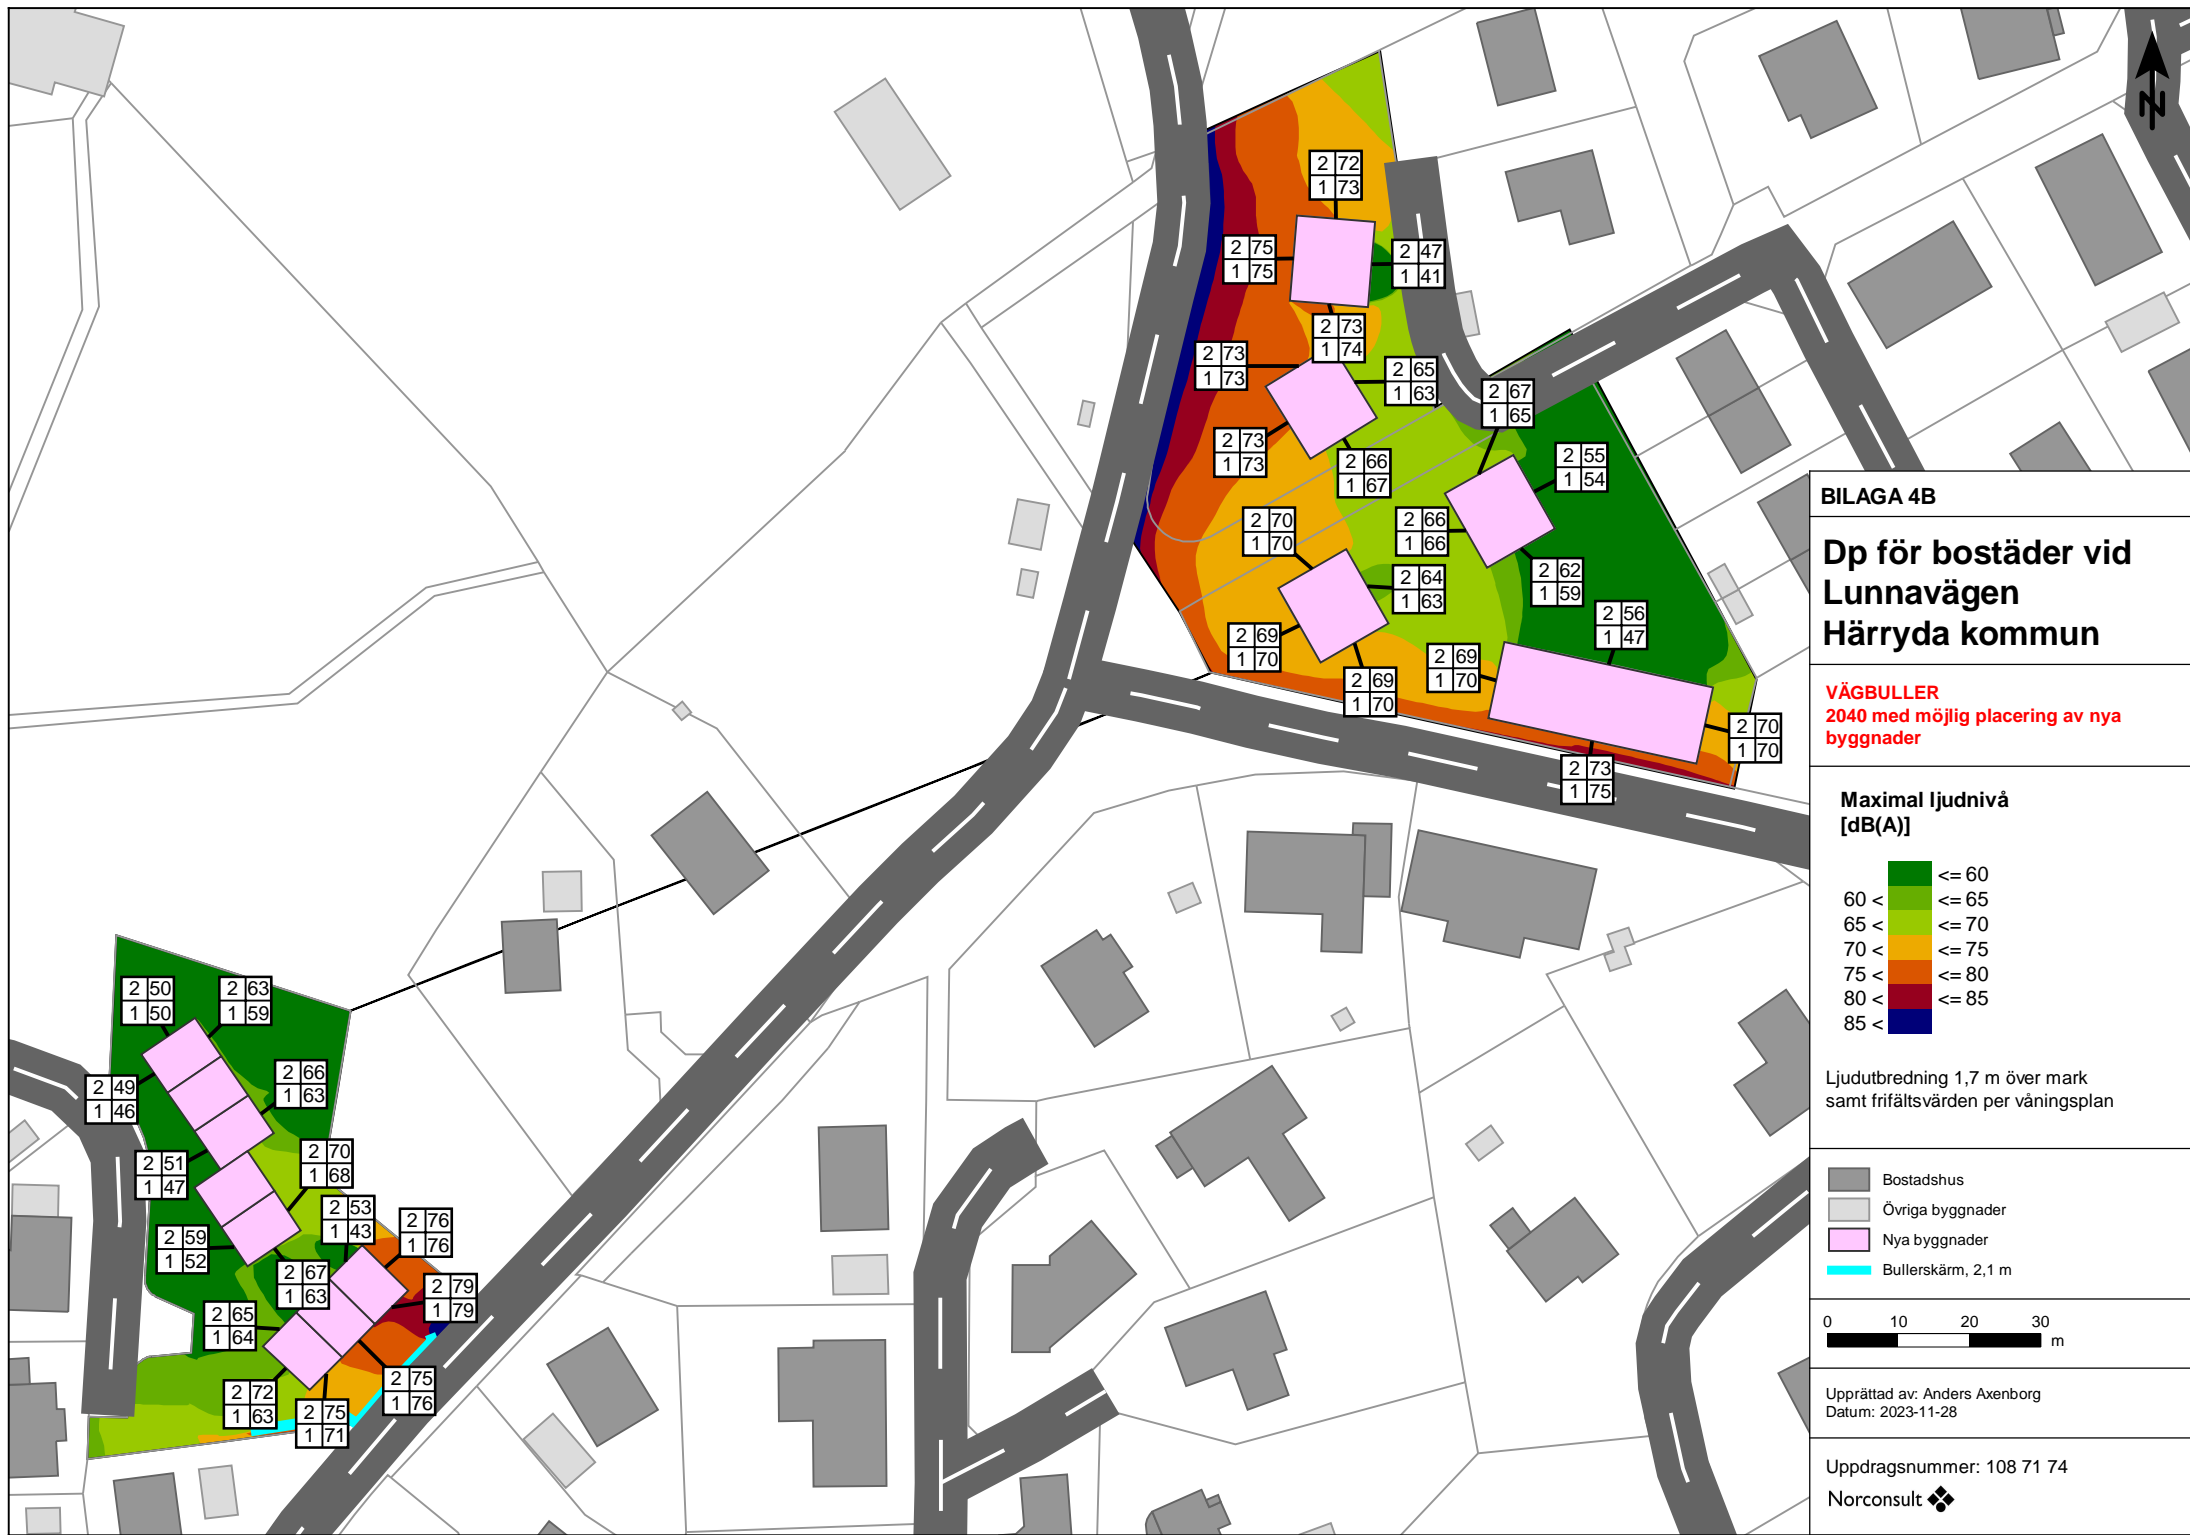 2 72
1 73
2 75
1 75
2 47
1 41
2 73
1 74
2 73
1 73
2 65
1 63
2 67
1 65
2 73
1 73
2 66
1 67
2 55
1 54
2 70
1 70
2 66
1 66
2 64
1 63
2 62
1 59
2 56
1 47
2 69
1 70
2 69
1 70
2 69
1 70
2 70
1 70
2 73
1 75
2 50
1 50
2 63
1 59
2 49
1 46
2 66
1 63
2 51
1 47
2 70
1 68
2 53
1 43
2 76
1 76
2 59
1 52
2 67
1 63
2 79
1 79
2 65
1 64
2 72
1 63
2 75
1 71
2 75
1 76
N
BILAGA 4B
Dp för bostäder vid
Lunnavägen
Härryda kommun
VÄGBULLER
2040 med möjlig placering av nya
byggnader
Maximal ljudnivå
[dB(A)]
<= 60
60 < <= 65
65 < <= 70
70 < <= 75
75 < <= 80
80 < <= 85
85 <
Ljudutbredning 1,7 m över mark
samt frifältsvärden per våningsplan
Bostadshus
Övriga byggnader
Nya byggnader
Bullerskärm, 2,1 m
0 10 20 30
m
Upprättad av: Anders Axenborg
Datum: 2023-11-28
Uppdragsnummer: 108 71 74
Norconsult